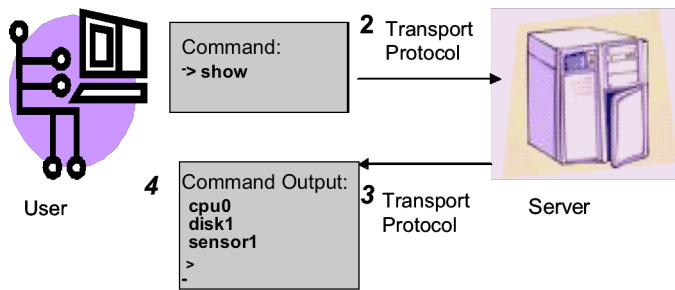 Command:
-> show
2 Transport
Protocol
4
Command Output:
cpu0
disk1
sensor1
>
-
3 Transport
Protocol
User
Server